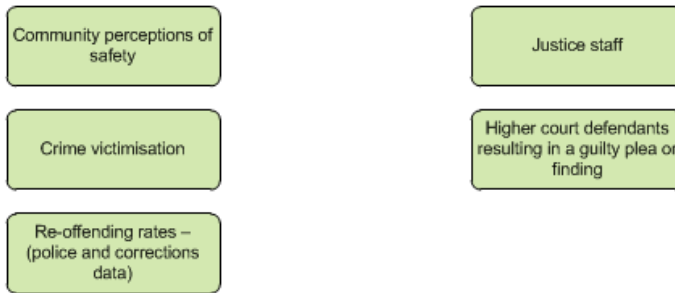 Community perceptions of
safety
Crime victimisation
Re-offending rates –
(police and corrections
data)
Justice staff
Higher court defendants
resulting in a guilty plea or
finding